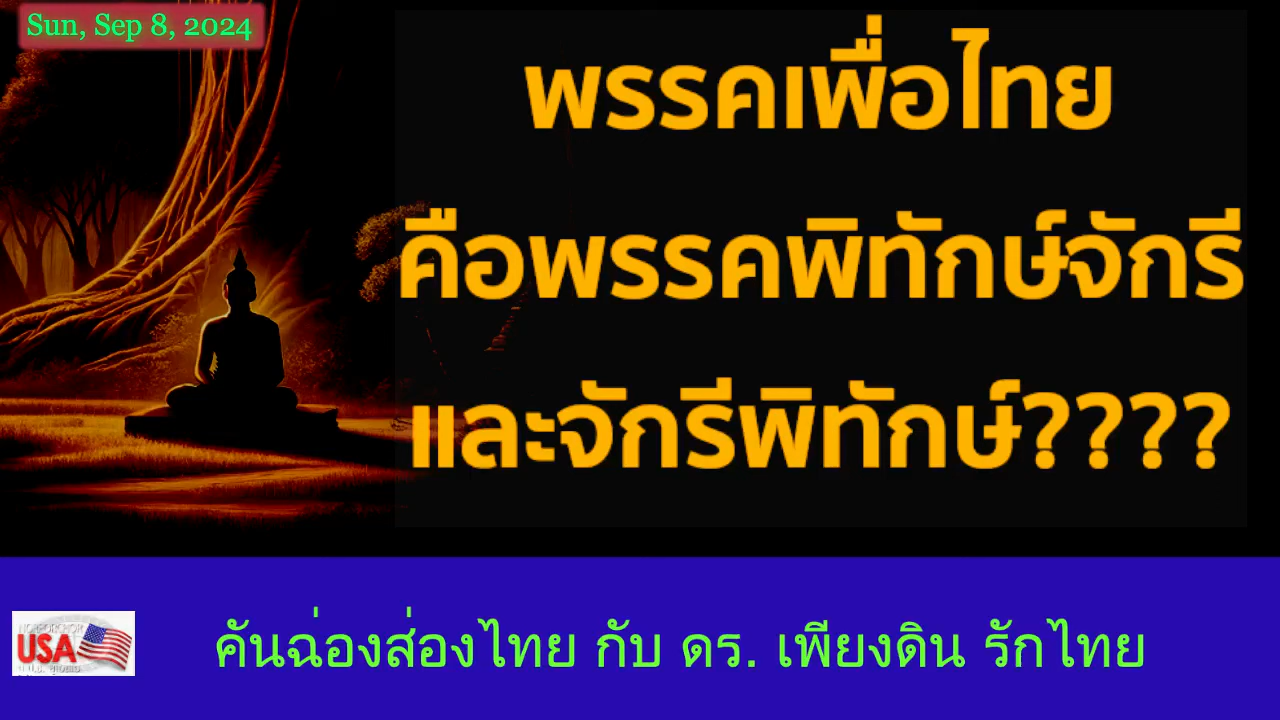 Sun, Sep 8, 2024
พรรคเพื่อไทย
คือพรรคพิทักษ์จักรี
และจักรีพิทักษ์????
USA
คันฉ่องส่องไทย กับ ดร. เพียงดิน รักไทย